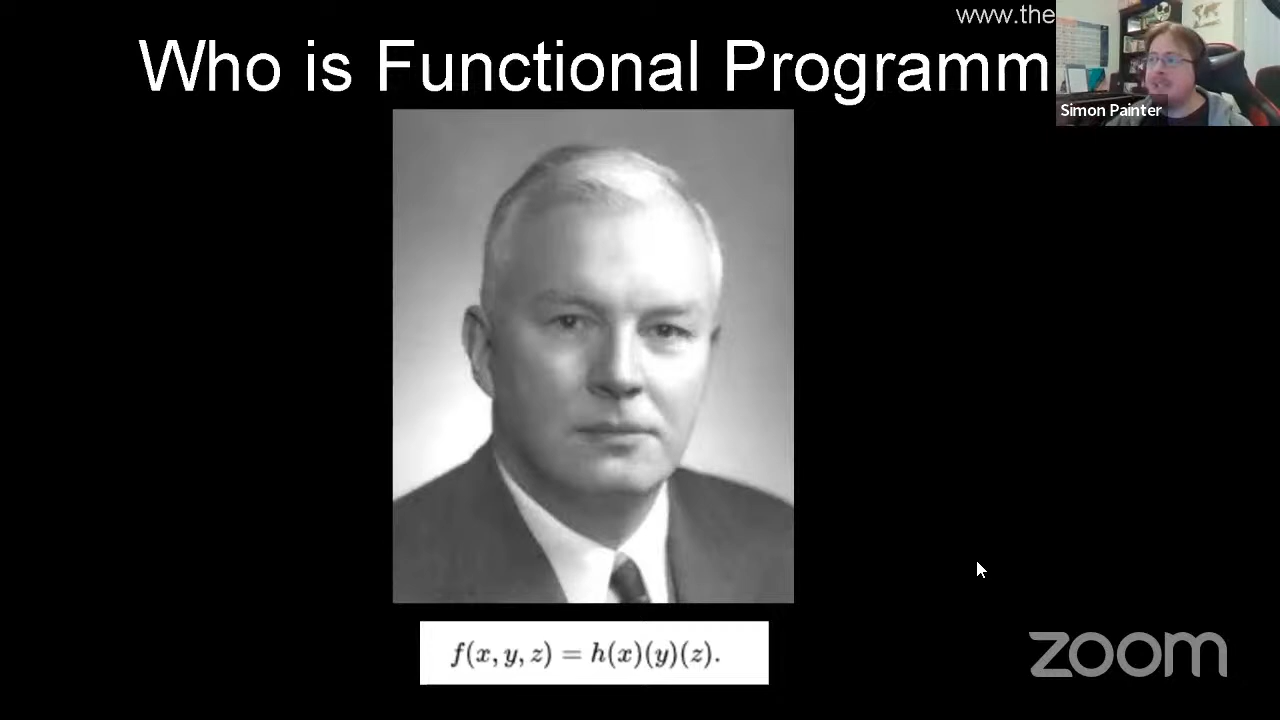 www.the
Who is Functional Programm
Simon Painter
f(x, y, z) = h(x)(y)(z).
zoom